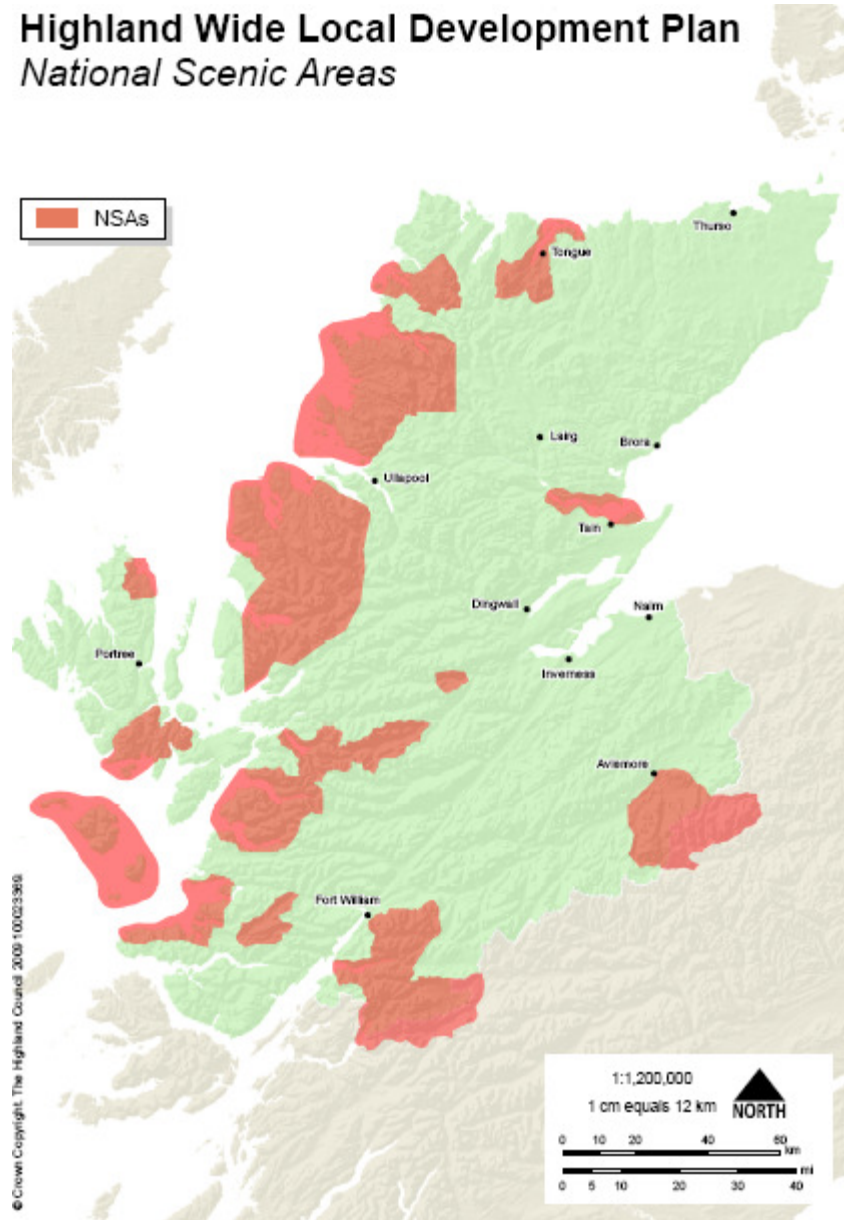 Highland Wide Local Development Plan
National Scenic Areas
NSAs
Thurso
Tongue
Lairg
Brora
Ullapool
Tain
Dingwall
Nairn
Portree
Inverness
Aviemore
Fort William
© Crown Copyright. The Highland Council 2009 100023369
1:1,200,000
1 cm equals 12 km
NORTH
0 10 20 40 60
km
mi
0 5 10 20 30 40